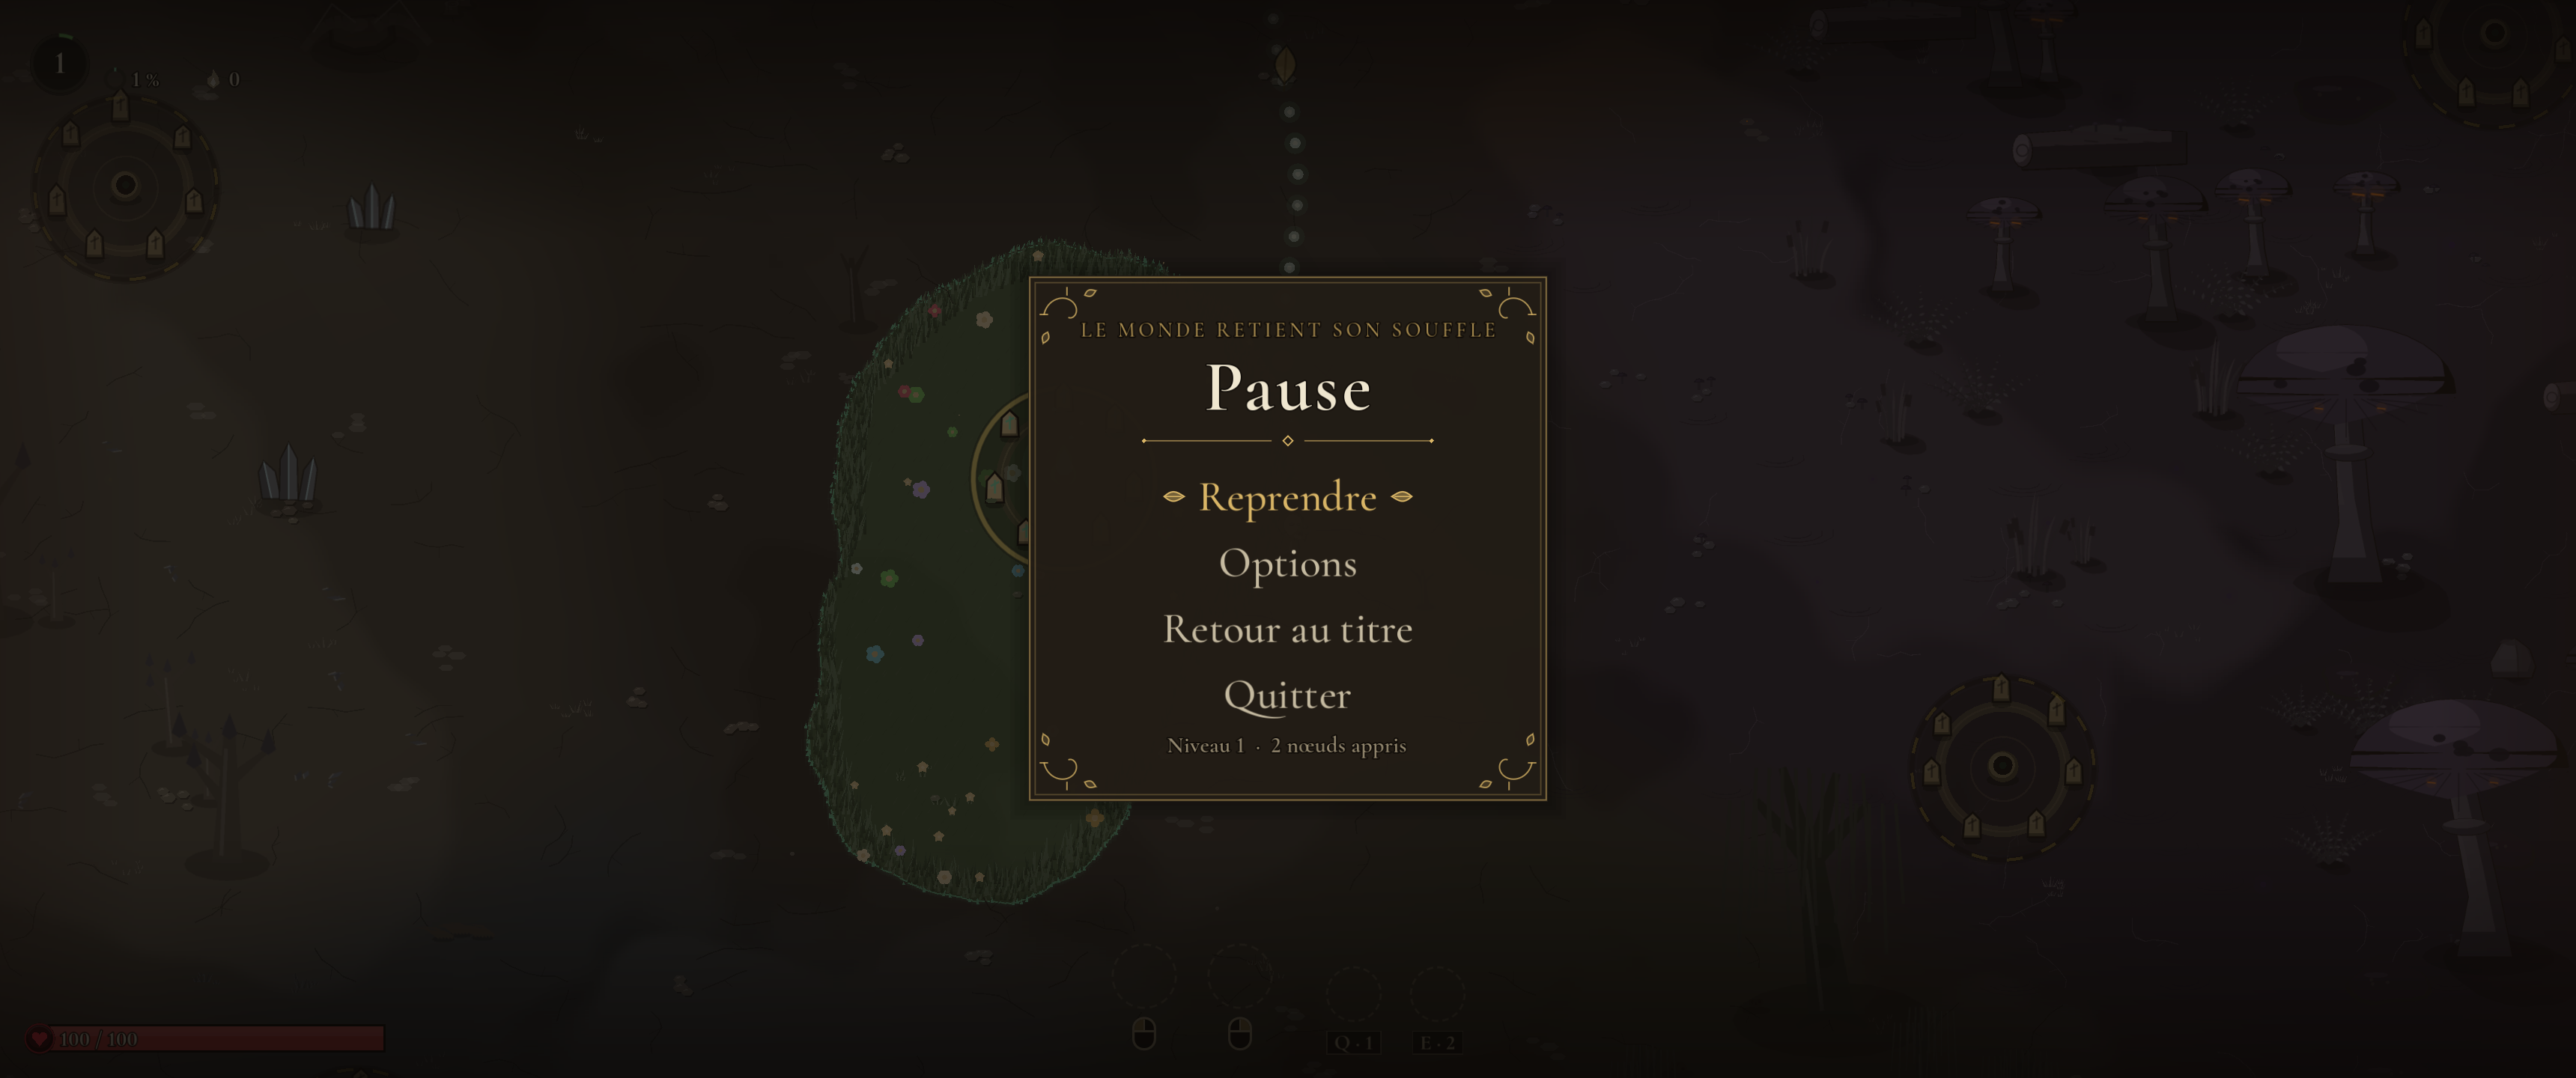 1
1 %
0
LE MONDE RETIENT SON SOUFFLE
Pause
Reprendre
Options
Retour au titre
Quitter
Niveau 1 · 2 nœuds appris
100 / 100
Q · 1
E · 2